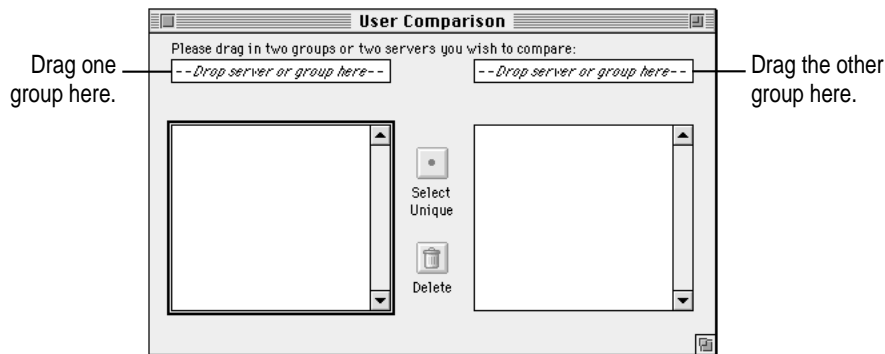 User Comparison
Please drag in two groups or two servers you wish to compare:
Drag one
group here.
--Drop server or group here--
--Drop server or group here--
Drag the other
group here.
Select
Unique
Delete